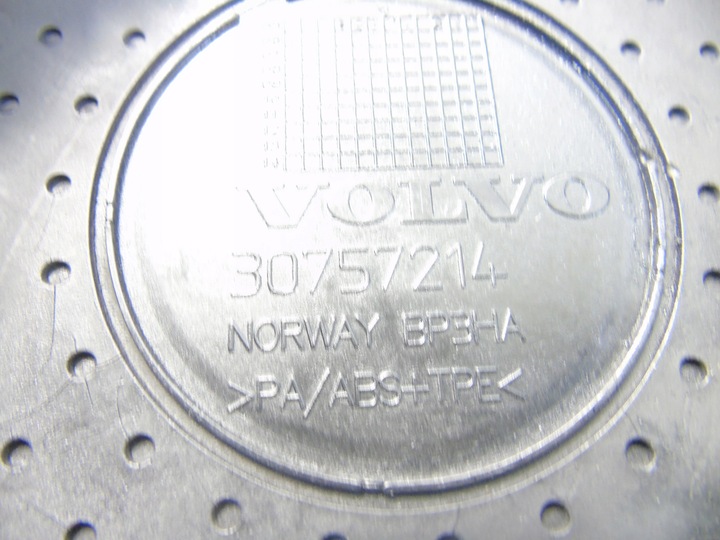 VOLVO
30757214
NORWAY BP3HA
>PA/ABS+TPE<